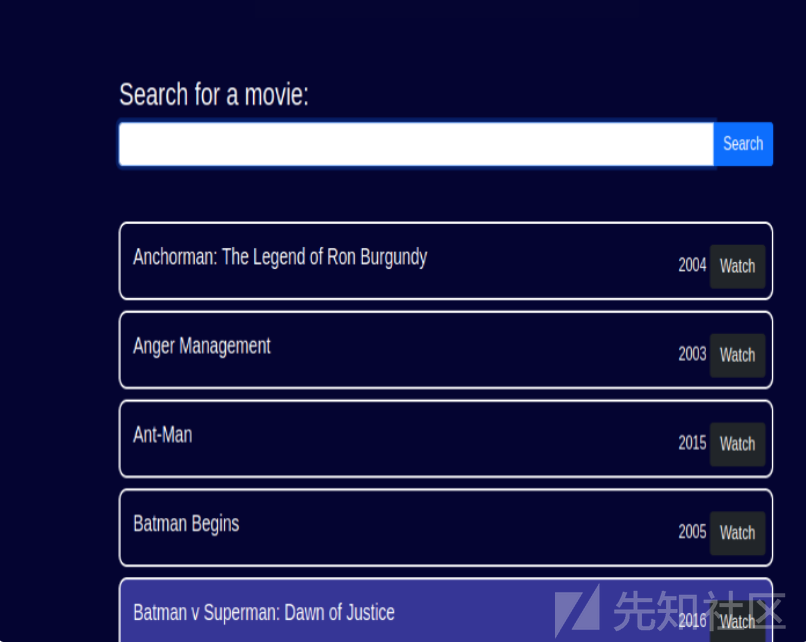 Search for a movie:
Search
Anchorman: The Legend of Ron Burgundy 2004 Watch
Anger Management 2003 Watch
Ant-Man 2015 Watch
Batman Begins 2005 Watch
Batman v Superman: Dawn of Justice 2016 Watch
先知社区